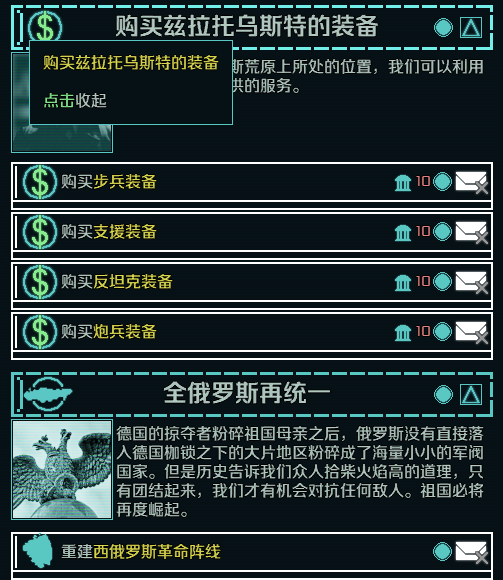 购买兹拉托乌斯特的装备
购买兹拉托乌斯特的装备
点击收起
斯荒原上所处的位置，我们可以利用
供的服务。
购买步兵装备 10
购买支援装备 10
购买反坦克装备 10
购买炮兵装备 10
全俄罗斯再统一
德国的掠夺者粉碎祖国母亲之后，俄罗斯没有直接落
入德国枷锁之下的大片地区粉碎成了海量小小的军阀
国家。但是历史告诉我们众人拾柴火焰高的道理，只
有团结起来，我们才有机会对抗任何敌人。祖国必将
再度崛起。
重建西俄罗斯革命阵线